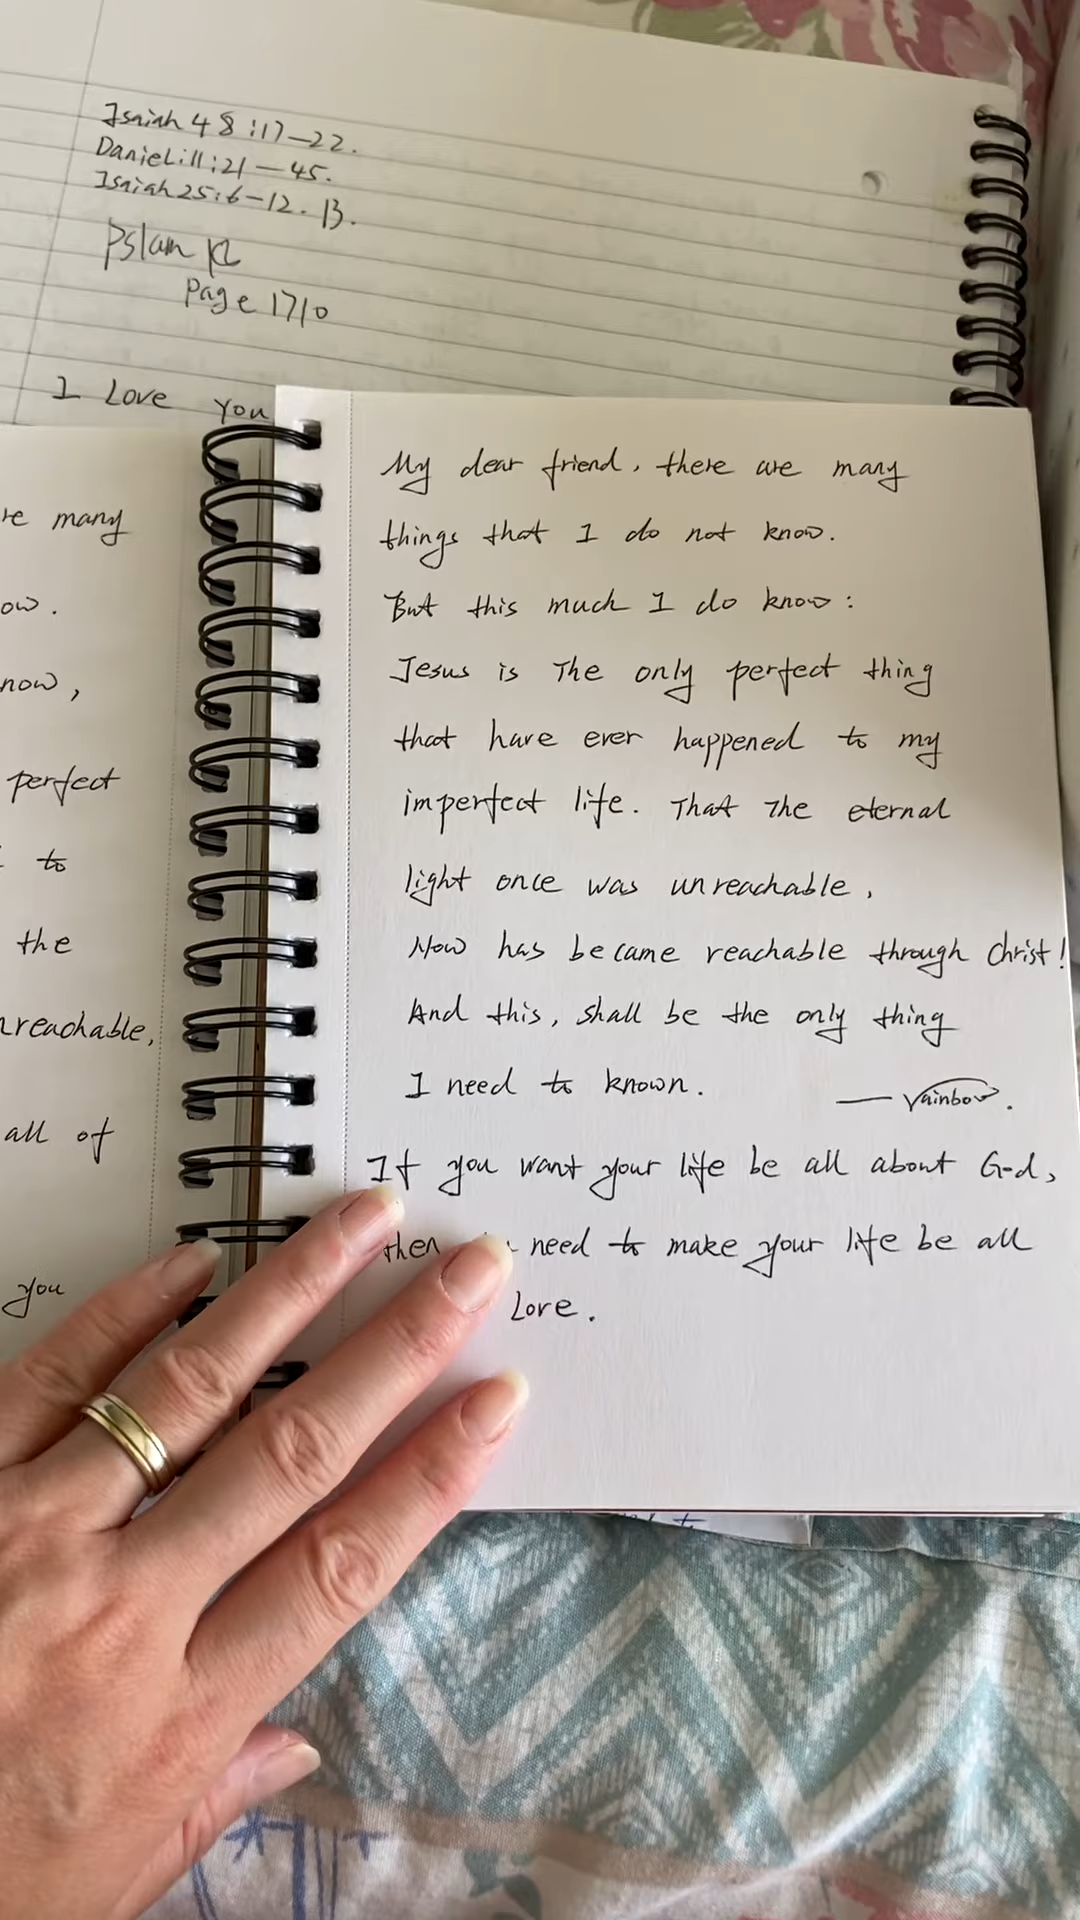 Isaiah 48:17—22.
Daniel:11:21—45.
Isaiah 25:6—12. 13.
Pslam
Page 1710
I Love you
re many
ow.
now,
perfect
to
the
nreachable,
all of
you
My dear friend, there are many
things that I do not know.
But this much I do know:
Jesus is The only perfect thing
that have ever happened to my
imperfect life. That The eternal
light once was unreachable,
Now has became reachable through Christ!
And this, shall be the only thing
I need to known. — rainbow.
If you want your life be all about G-d,
then need to make your life be all
Love.